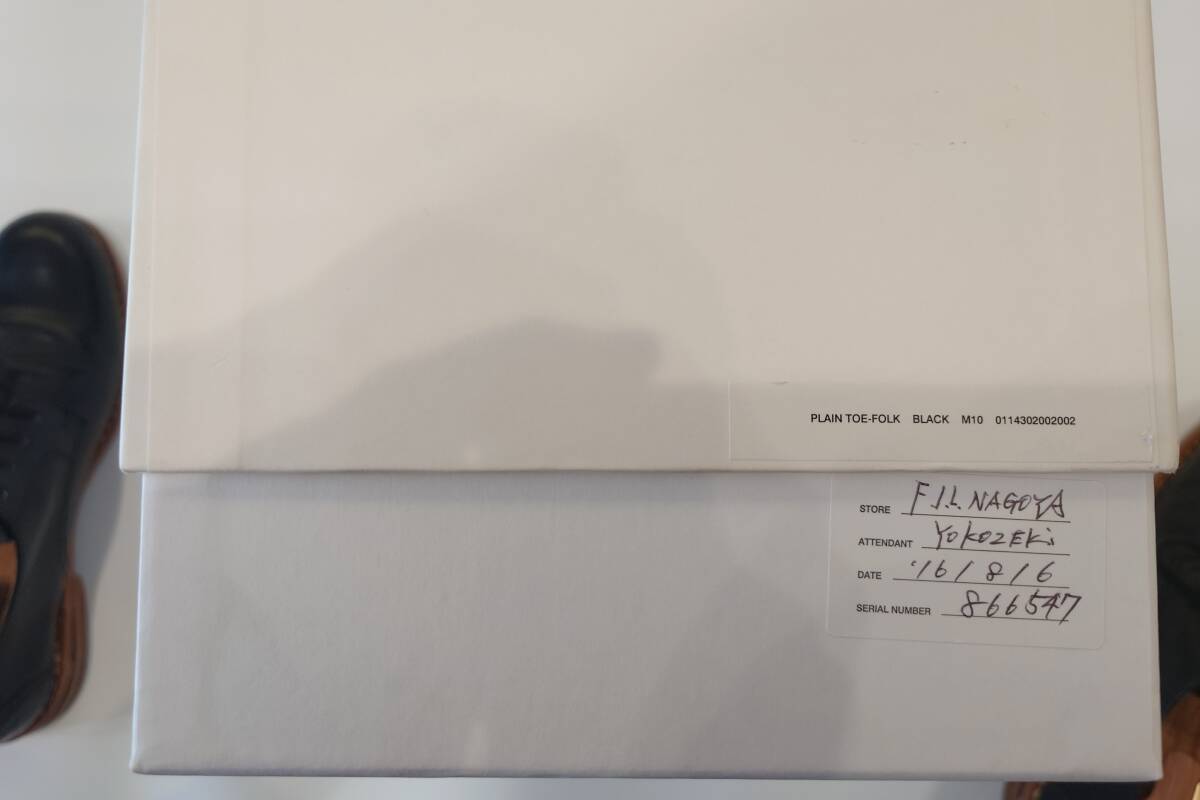 PLAIN TOE-FOLK BLACK M10 0114302002002
STORE F.I.L. NAGOYA
ATTENDANT YOKOZEKi
DATE '16/8/6
SERIAL NUMBER 866547